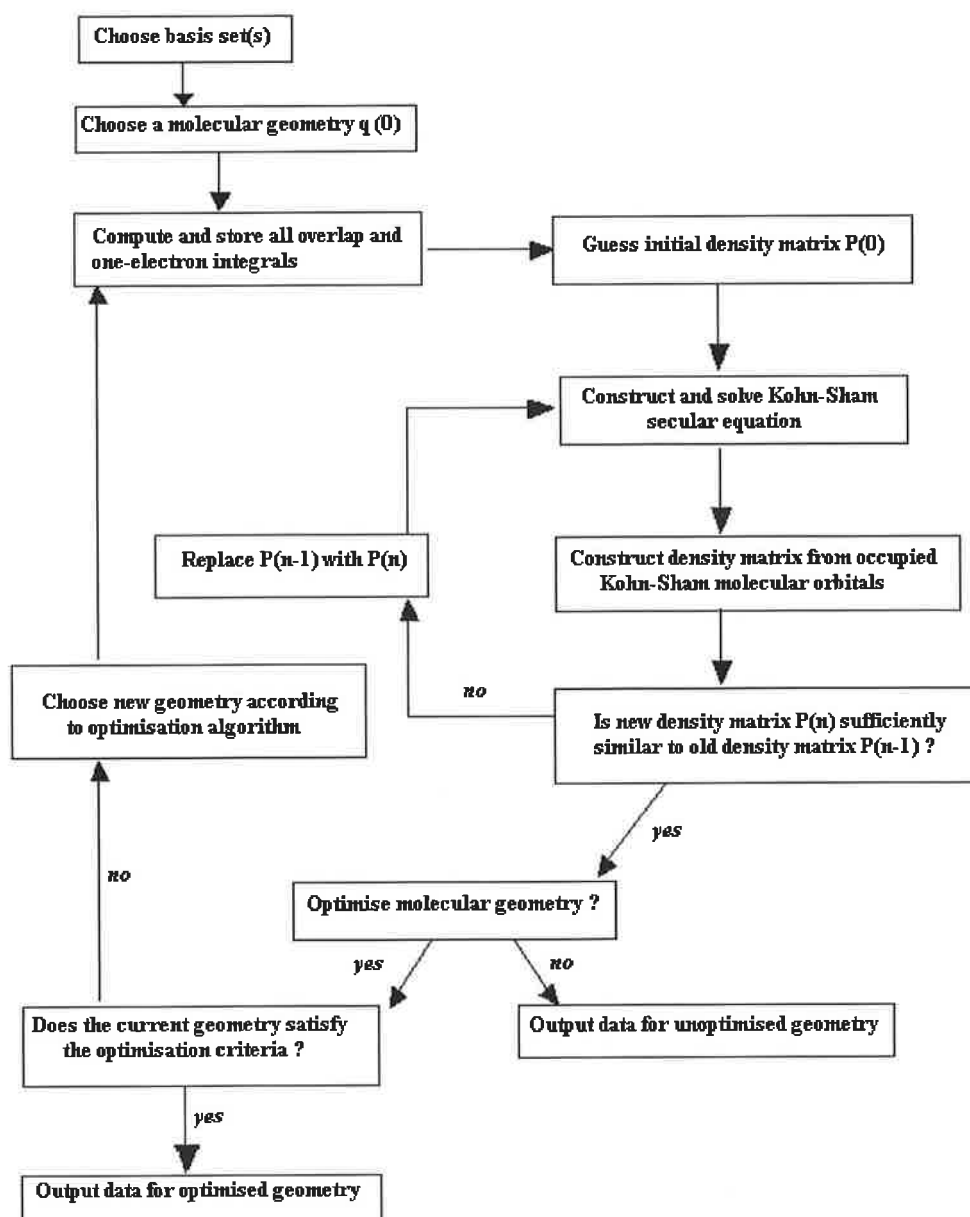 Choose basis set(s)
Choose a molecular geometry q (0)
Compute and store all overlap and
one-electron integrals
Guess initial density matrix P(0)
Construct and solve Kohn-Sham
secular equation
Replace P(n-1) with P(n)
Construct density matrix from occupied
Kohn-Sham molecular orbitals
no
Choose new geometry according
to optimisation algorithm
Is new density matrix P(n) sufficiently
similar to old density matrix P(n-1) ?
yes
no
Optimise molecular geometry ?
yes
no
Does the current geometry satisfy
the optimisation criteria ?
Output data for unoptimised geometry
yes
Output data for optimised geometry